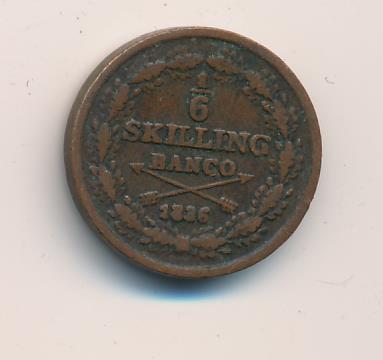 1/6
SKILLING
BANCO.
1836